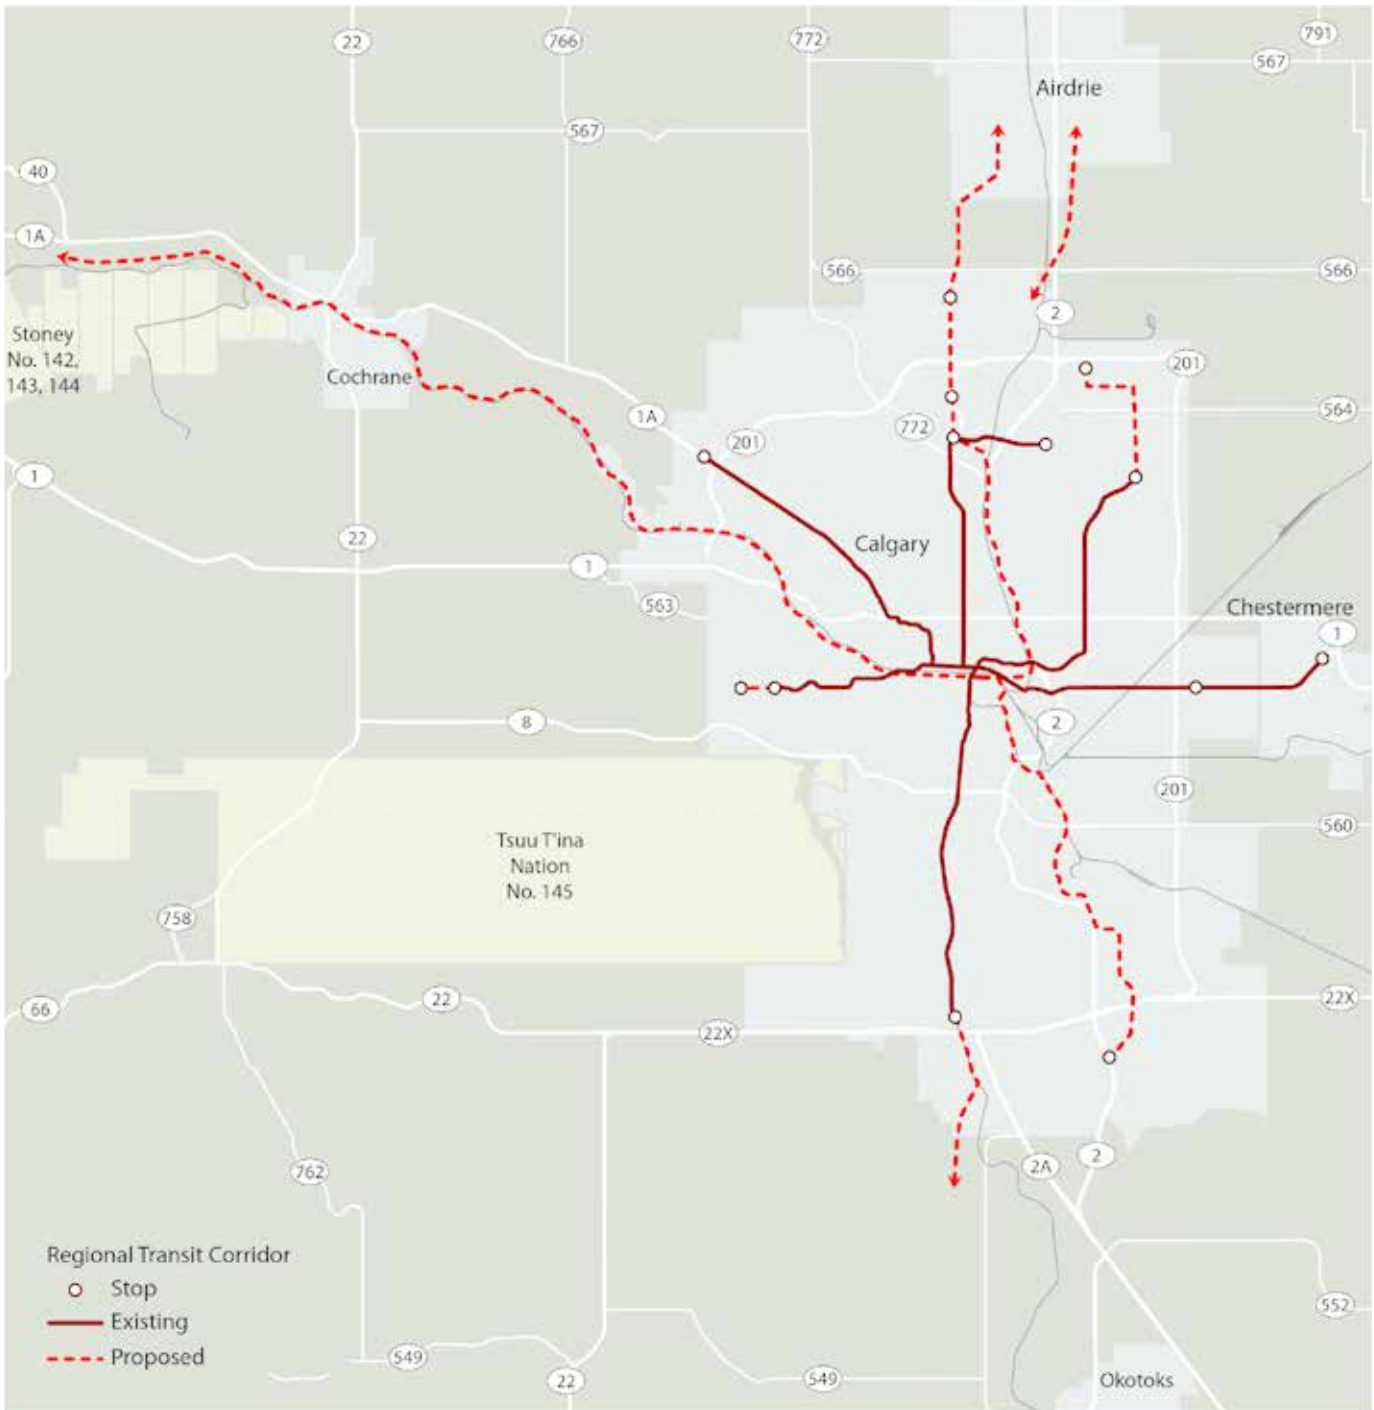 22
766
772
791
567
Airdrie
567
40
1A
566
566
2
Stoney
No. 142,
143, 144
Cochrane
201
564
1A
772
201
1
22
Calgary
1
563
Chestermere
1
8
2
201
560
Tsuu T'ina
Nation
No. 145
758
66
22
22X
22X
762
2A
2
Regional Transit Corridor
Stop
Existing
Proposed
552
549
22
549
Okotoks